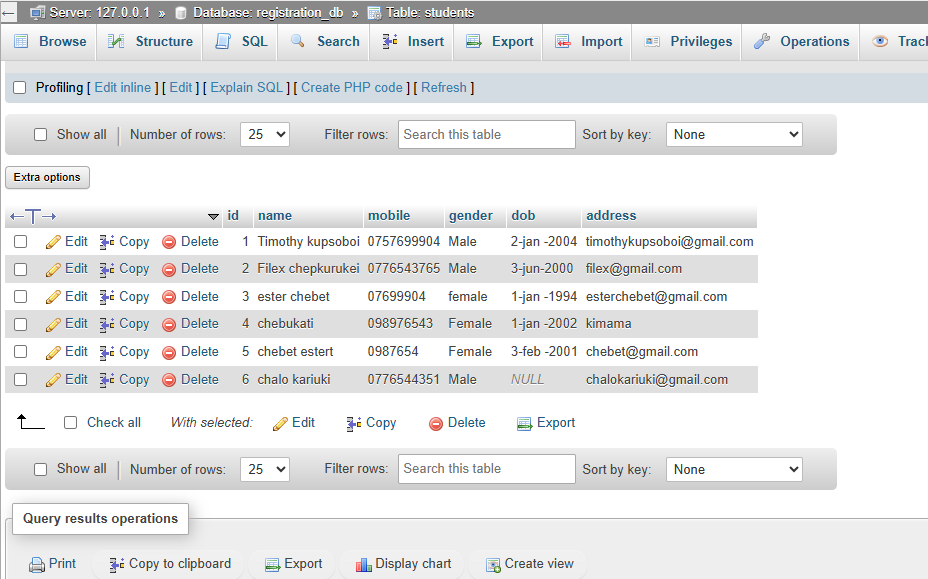 Server: 127.0.0.1 » Database: registration_db » Table: students
Browse Structure SQL Search Insert Export Import Privileges Operations Track
Profiling [ Edit inline ] [ Edit ] [ Explain SQL ] [ Create PHP code ] [ Refresh ]
Show all Number of rows: 25 Filter rows: Search this table Sort by key: None
Extra options
←T→ id name mobile gender dob address
Edit Copy Delete 1 Timothy kupsoboi 0757699904 Male 2-jan -2004 timothykupsoboi@gmail.com
Edit Copy Delete 2 Filex chepkurukei 0776543765 Male 3-jun-2000 filex@gmail.com
Edit Copy Delete 3 ester chebet 07699904 female 1-jan -1994 esterchebet@gmail.com
Edit Copy Delete 4 chebukati 098976543 Female 1-jan -2002 kimama
Edit Copy Delete 5 chebet estert 0987654 Female 3-feb -2001 chebet@gmail.com
Edit Copy Delete 6 chalo kariuki 0776544351 Male NULL chalokariuki@gmail.com
Check all With selected: Edit Copy Delete Export
Show all Number of rows: 25 Filter rows: Search this table Sort by key: None
Query results operations
Print Copy to clipboard Export Display chart Create view